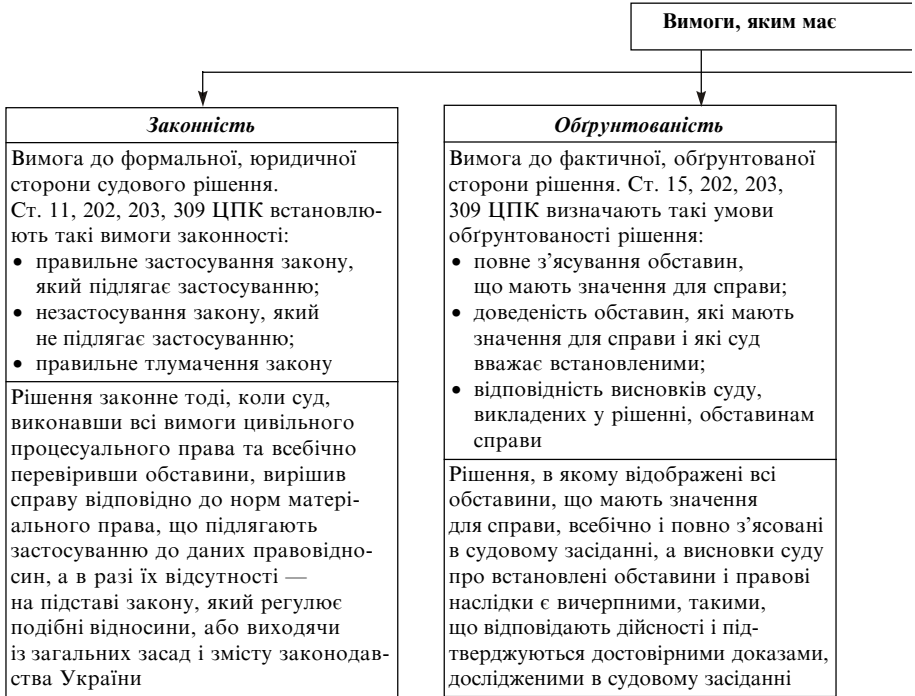 Вимоги, яким має
Законність
Вимога до формальної, юридичної
сторони судового рішення.
Ст. 11, 202, 203, 309 ЦПК встановлю-
ють такі вимоги законності:
• правильне застосування закону,
який підлягає застосуванню;
• незастосування закону, який
не підлягає застосуванню;
• правильне тлумачення закону
Рішення законне тоді, коли суд,
виконавши всі вимоги цивільного
процесуального права та всебічно
перевіривши обставини, вирішив
справу відповідно до норм матері-
ального права, що підлягають
застосуванню до даних правовідно-
син, а в разі їх відсутності —
на підставі закону, який регулює
подібні відносини, або виходячи
із загальних засад і змісту законодав-
ства України
Обґрунтованість
Вимога до фактичної, обґрунтованої
сторони рішення. Ст. 15, 202, 203,
309 ЦПК визначають такі умови
обґрунтованості рішення:
• повне з’ясування обставин,
що мають значення для справи;
• доведеність обставин, які мають
значення для справи і які суд
вважає встановленими;
• відповідність висновків суду,
викладених у рішенні, обставинам
справи
Рішення, в якому відображені всі
обставини, що мають значення
для справи, всебічно і повно з’ясовані
в судовому засіданні, а висновки суду
про встановлені обставини і правові
наслідки є вичерпними, такими,
що відповідають дійсності і під-
тверджуються достовірними доказами,
дослідженими в судовому засіданні